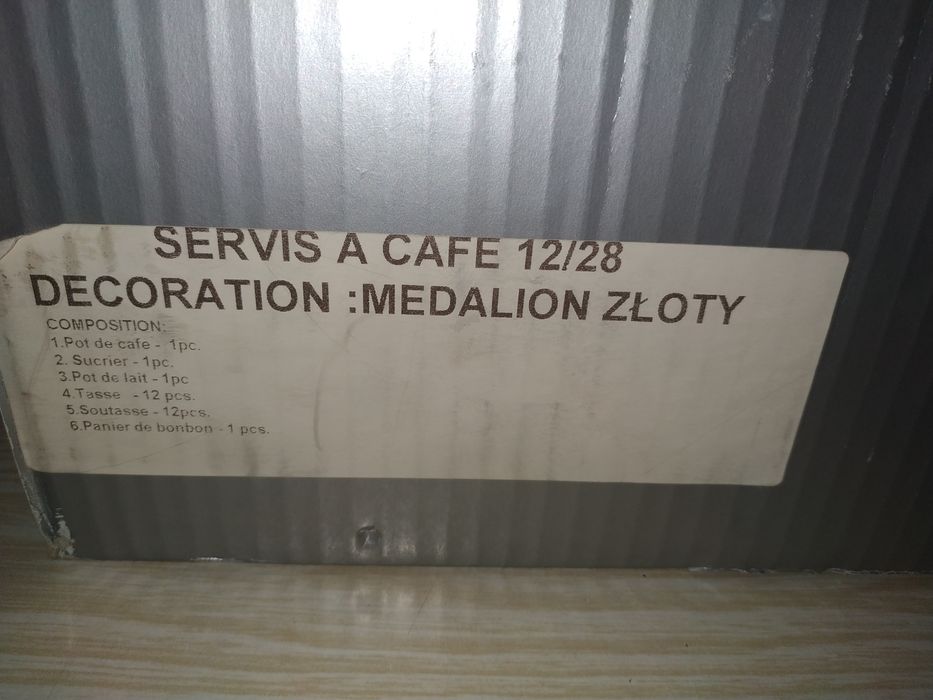 SERVIS A CAFE 12/28
DECORATION :MEDALION ZŁOTY
COMPOSITION:
1.Pot de cafe - 1pc.
2. Sucrier - 1pc.
3.Pot de lait - 1pc
4.Tasse - 12 pcs.
5.Soutasse - 12pcs.
6.Panier de bonbon - 1 pcs.